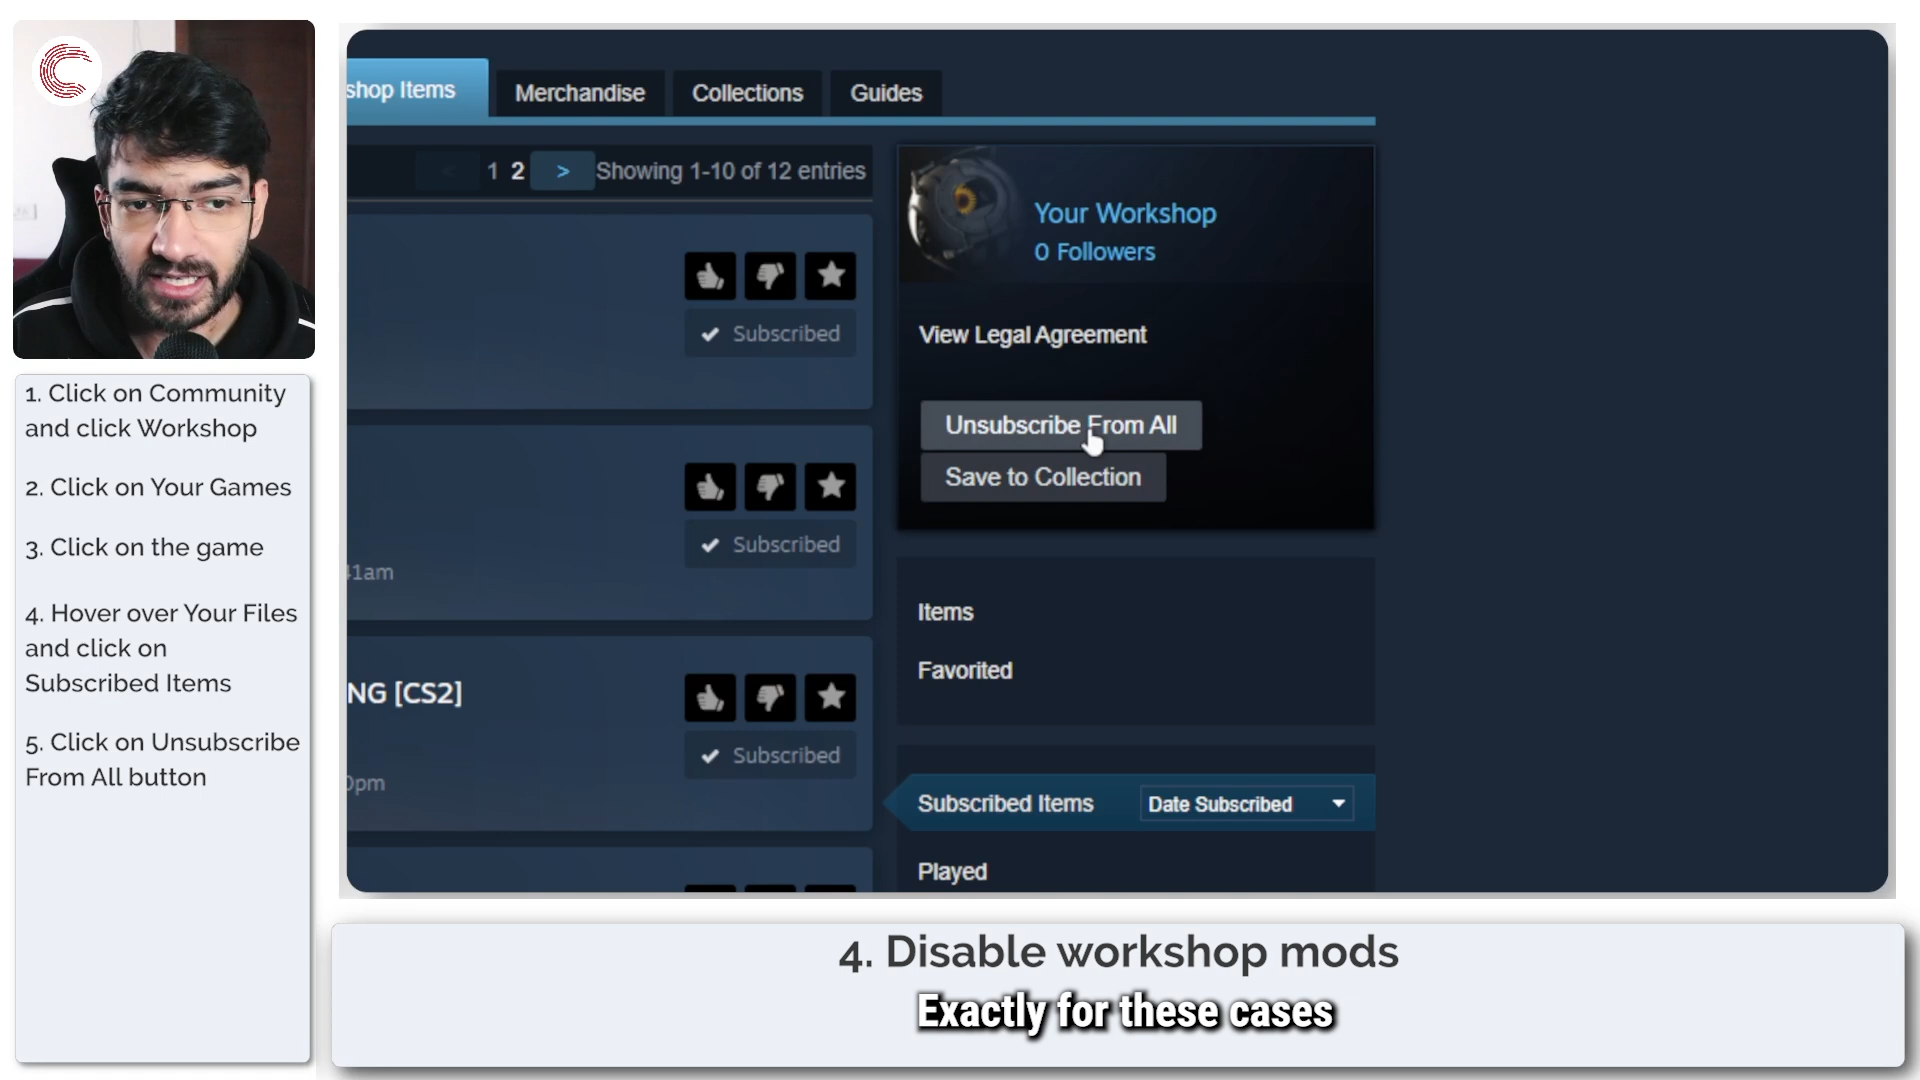 1. Click on Community
and click Workshop
2. Click on Your Games
3. Click on the game
4. Hover over Your Files
and click on
Subscribed Items
5. Click on Unsubscribe
From All button
shop Items
Merchandise
Collections
Guides
<
1 2
>
Showing 1-10 of 12 entries
Subscribed
41am
Subscribed
NG [CS2]
0pm
Subscribed
Your Workshop
0 Followers
View Legal Agreement
Unsubscribe From All
Save to Collection
Items
Favorited
Subscribed Items
Date Subscribed
Played
4. Disable workshop mods
Exactly for these cases